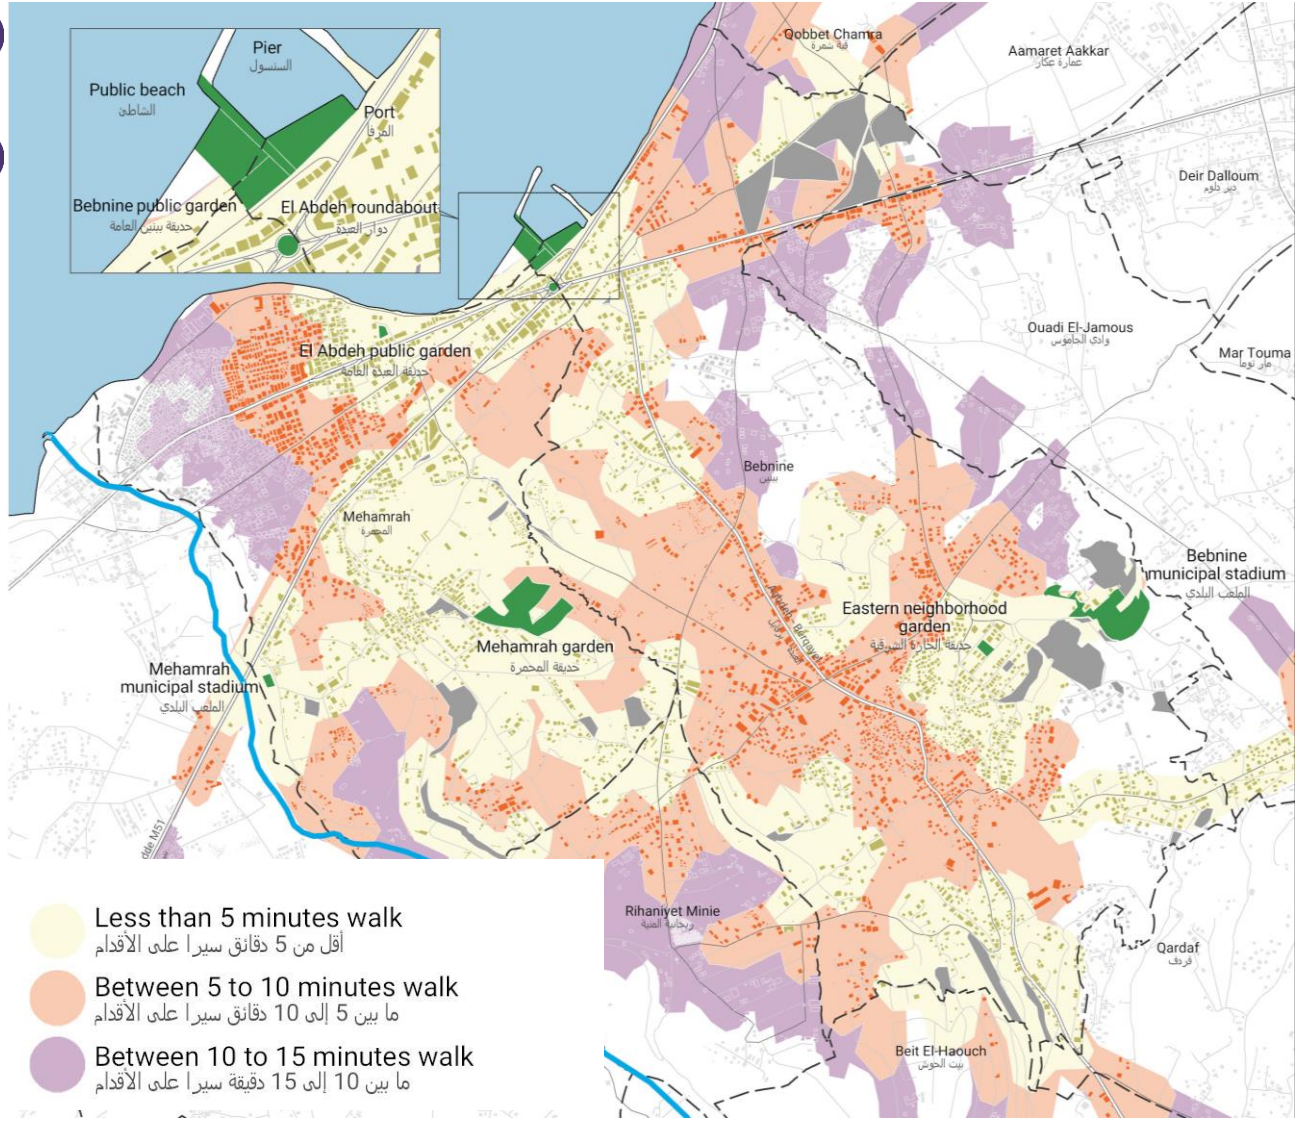 Pier
السنسول
Public beach
الشاطئ
Port
المرفأ
Bebnine public garden
حديقة ببنين العامة
El Abdeh roundabout
دوار العبدة
Qobbet Chamra
قبة شمرة
Aamaret Aakkar
عمارة عكار
Deir Dalloum
دير دلوم
Ouadi El-Jamous
وادي الجاموس
Mar Touma
مار توما
El Abdeh public garden
حديقة العبدة العامة
Bebnine
ببنين
Mehamrah
المحمرة
Bebnine
municipal stadium
الملعب البلدي
Eastern neighborhood
garden
حديقة الحارة الشرقية
Aabdeh - Berqayel
Mehamrah garden
حديقة المحمرة
Mehamrah
municipal stadium
الملعب البلدي
dde M51
Rihaniyet Minie
ريحانية المنية
Qardaf
قردف
Beit El-Haouch
بيت الحوش
Less than 5 minutes walk
أقل من 5 دقائق سيرا على الأقدام
Between 5 to 10 minutes walk
ما بين 5 إلى 10 دقائق سيرا على الأقدام
Between 10 to 15 minutes walk
ما بين 10 إلى 15 دقيقة سيرا على الأقدام